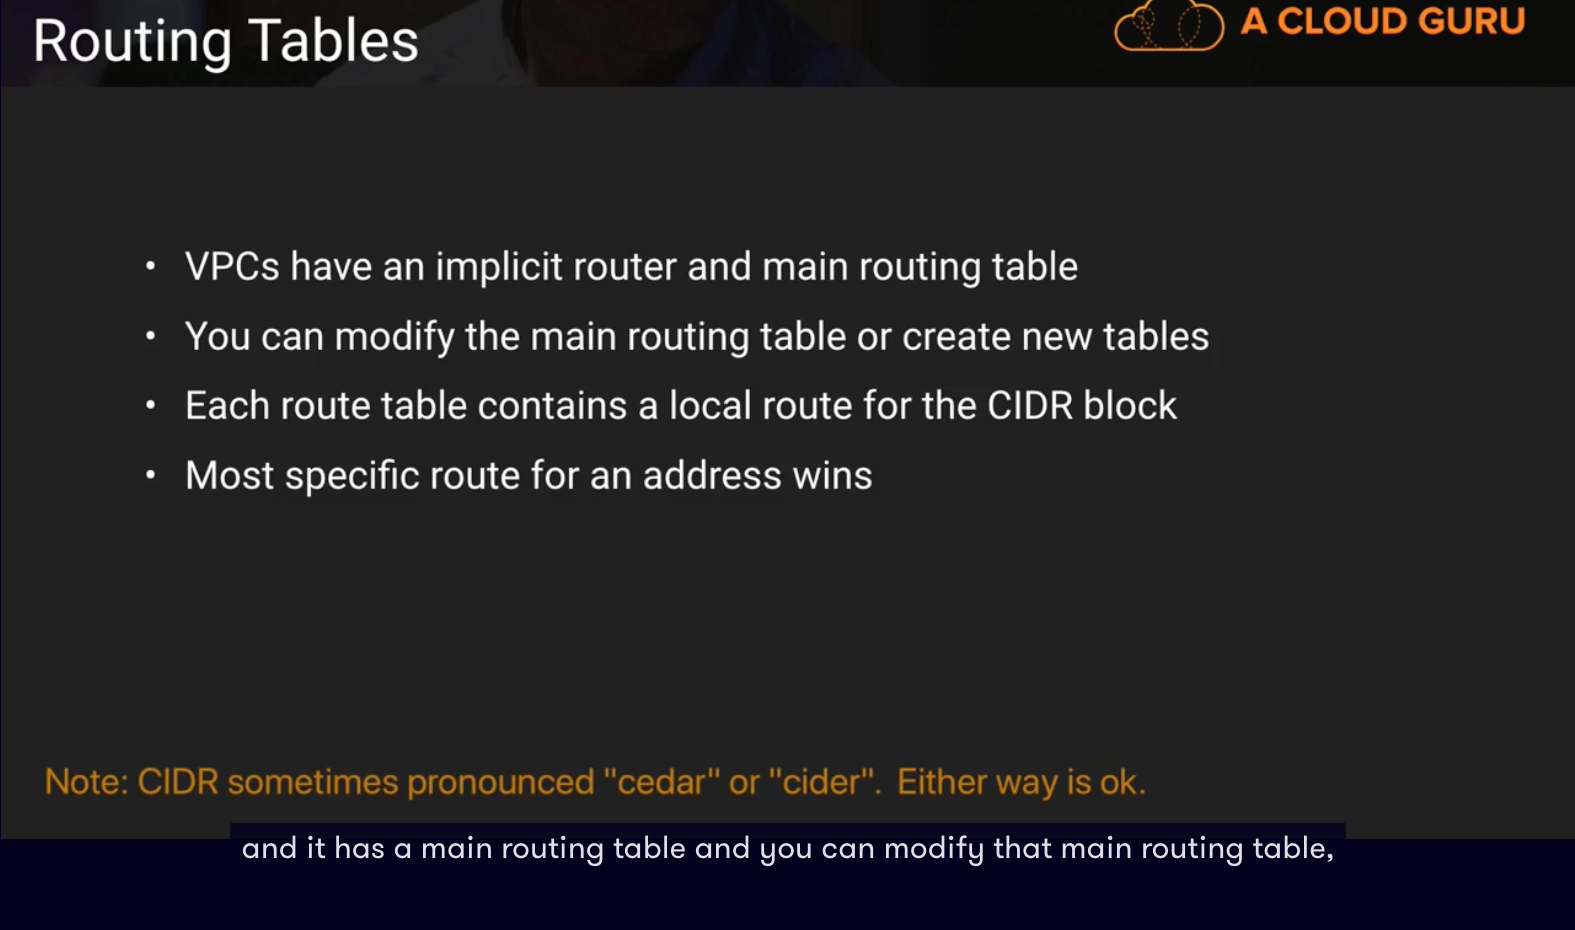 Routing Tables
A CLOUD GURU
• VPCs have an implicit router and main routing table
• You can modify the main routing table or create new tables
• Each route table contains a local route for the CIDR block
• Most specific route for an address wins
Note: CIDR sometimes pronounced "cedar" or "cider".  Either way is ok.
and it has a main routing table and you can modify that main routing table,